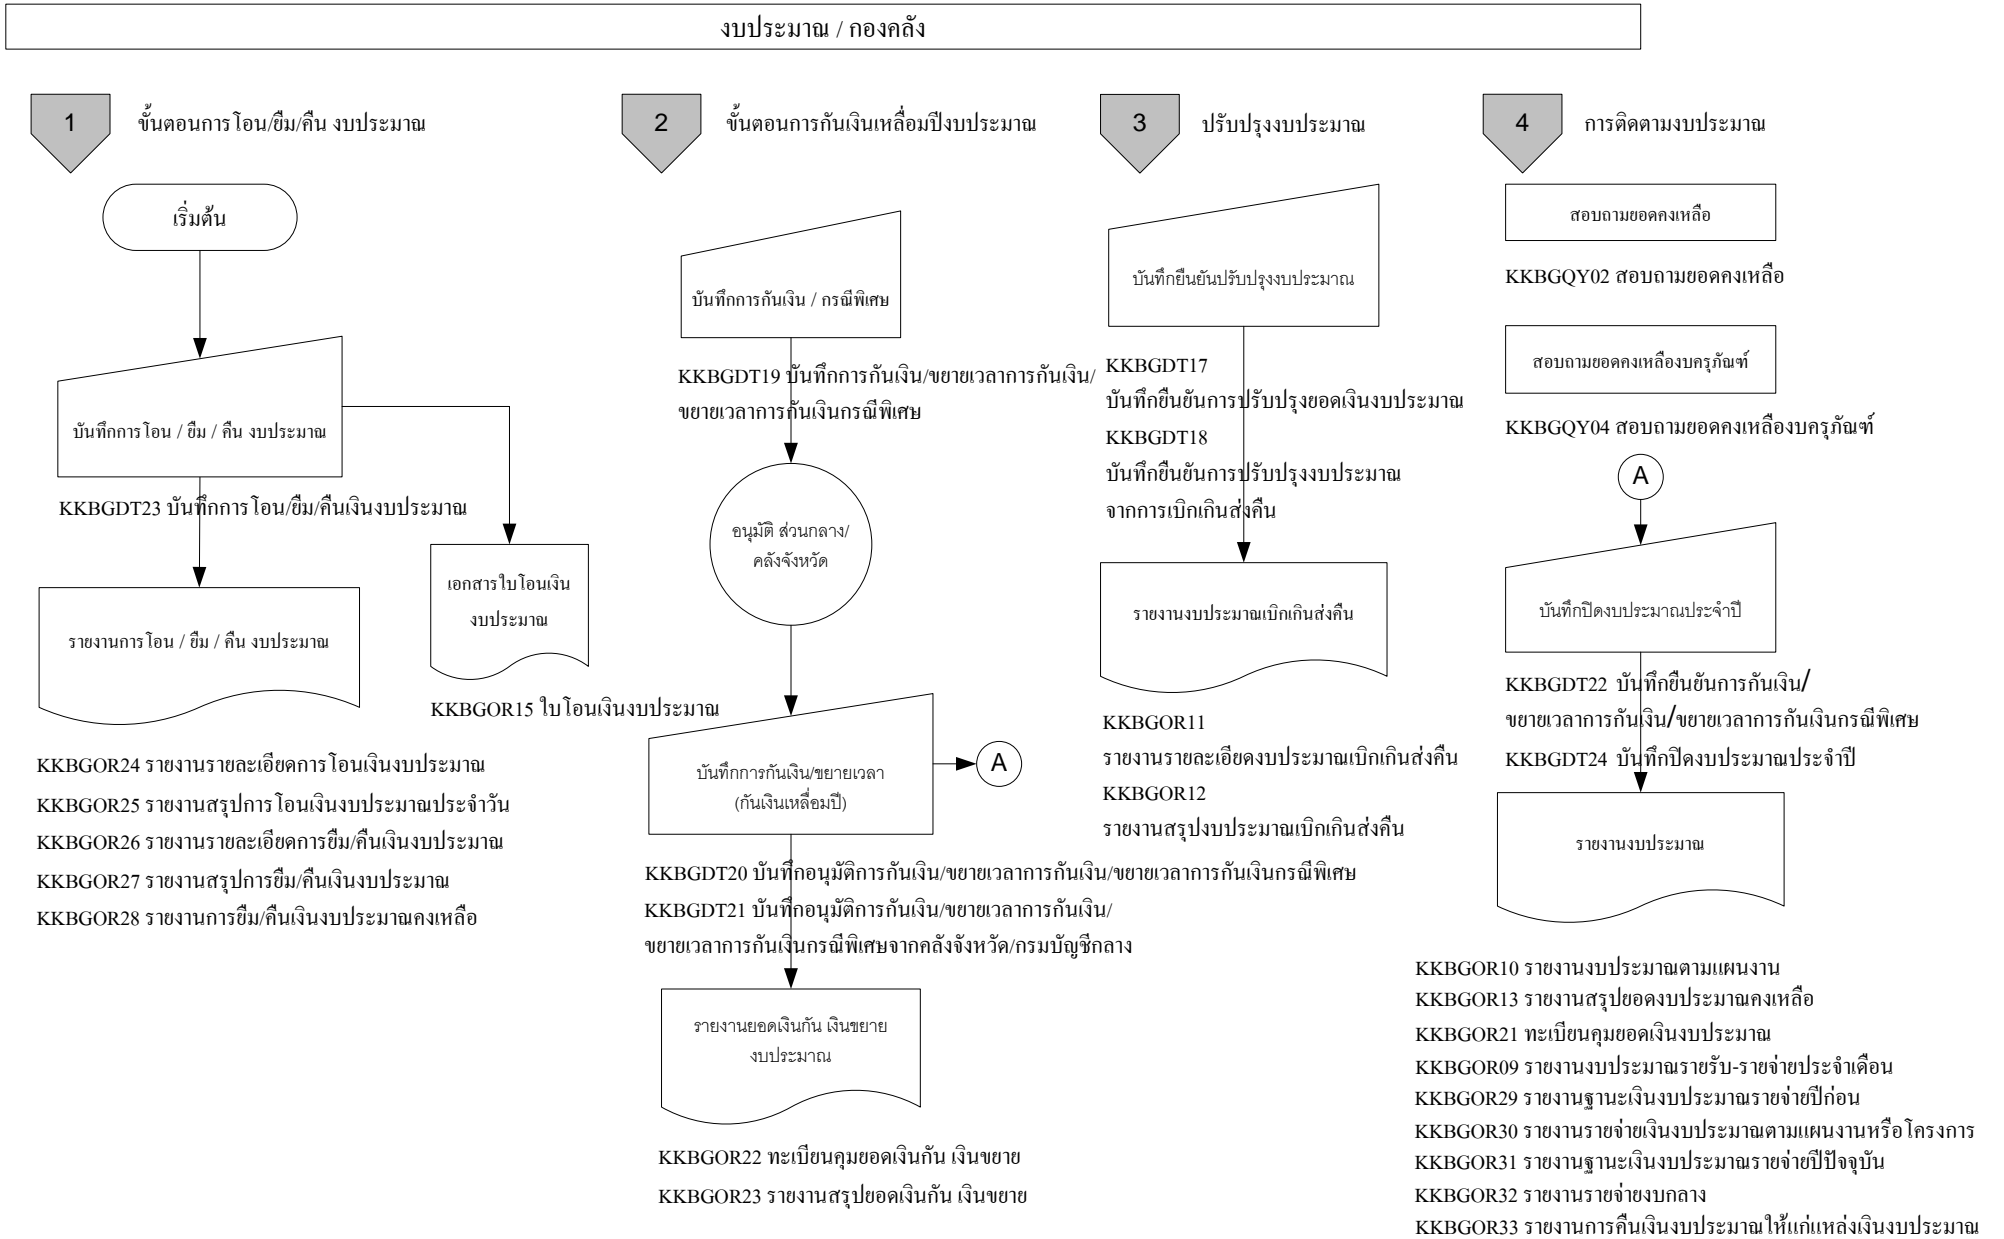 งบประมาณ / กองคลัง
1
ขั้นตอนการโอน/ยืม/คืน งบประมาณ
เริ่มต้น
บันทึกการโอน / ยืม / คืน งบประมาณ
KKBGDT23 บันทึกการโอน/ยืม/คืนเงินงบประมาณ
รายงานการโอน / ยืม / คืน งบประมาณ
เอกสารใบโอนเงิน
งบประมาณ
KKBGOR15 ใบโอนเงินงบประมาณ
KKBGOR24 รายงานรายละเอียดการโอนเงินงบประมาณ
KKBGOR25 รายงานสรุปการโอนเงินงบประมาณประจำวัน
KKBGOR26 รายงานรายละเอียดการยืม/คืนเงินงบประมาณ
KKBGOR27 รายงานสรุปการยืม/คืนเงินงบประมาณ
KKBGOR28 รายงานการยืม/คืนเงินงบประมาณคงเหลือ
2
ขั้นตอนการกันเงินเหลื่อมปีงบประมาณ
บันทึกการกันเงิน / กรณีพิเศษ
KKBGDT19 บันทึกการกันเงิน/ขยายเวลาการกันเงิน/
ขยายเวลาการกันเงินกรณีพิเศษ
อนุมัติ ส่วนกลาง/
คลังจังหวัด
บันทึกการกันเงิน/ขยายเวลา
(กันเงินเหลื่อมปี)
A
KKBGDT20 บันทึกอนุมัติการกันเงิน/ขยายเวลาการกันเงิน/ขยายเวลาการกันเงินกรณีพิเศษ
KKBGDT21 บันทึกอนุมัติการกันเงิน/ขยายเวลาการกันเงิน/
ขยายเวลาการกันเงินกรณีพิเศษจากคลังจังหวัด/กรมบัญชีกลาง
รายงานยอดเงินกัน เงินขยาย
งบประมาณ
KKBGOR22 ทะเบียนคุมยอดเงินกัน เงินขยาย
KKBGOR23 รายงานสรุปยอดเงินกัน เงินขยาย
3
ปรับปรุงงบประมาณ
บันทึกยืนยันปรับปรุงงบประมาณ
KKBGDT17
บันทึกยืนยันการปรับปรุงยอดเงินงบประมาณ
KKBGDT18
บันทึกยืนยันการปรับปรุงงบประมาณ
จากการเบิกเกินส่งคืน
รายงานงบประมาณเบิกเกินส่งคืน
KKBGOR11
รายงานรายละเอียดงบประมาณเบิกเกินส่งคืน
KKBGOR12
รายงานสรุปงบประมาณเบิกเกินส่งคืน
4
การติดตามงบประมาณ
สอบถามยอดคงเหลือ
KKBGQY02 สอบถามยอดคงเหลือ
สอบถามยอดคงเหลืองบครุภัณฑ์
KKBGQY04 สอบถามยอดคงเหลืองบครุภัณฑ์
A
บันทึกปิดงบประมาณประจำปี
KKBGDT22 บันทึกยืนยันการกันเงิน/
ขยายเวลาการกันเงิน/ขยายเวลาการกันเงินกรณีพิเศษ
KKBGDT24 บันทึกปิดงบประมาณประจำปี
รายงานงบประมาณ
KKBGOR10 รายงานงบประมาณตามแผนงาน
KKBGOR13 รายงานสรุปยอดงบประมาณคงเหลือ
KKBGOR21 ทะเบียนคุมยอดเงินงบประมาณ
KKBGOR09 รายงานงบประมาณรายรับ-รายจ่ายประจำเดือน
KKBGOR29 รายงานฐานะเงินงบประมาณรายจ่ายปีก่อน
KKBGOR30 รายงานรายจ่ายเงินงบประมาณตามแผนงานหรือโครงการ
KKBGOR31 รายงานฐานะเงินงบประมาณรายจ่ายปีปัจจุบัน
KKBGOR32 รายงานรายจ่ายงบกลาง
KKBGOR33 รายงานการคืนเงินงบประมาณให้แก่แหล่งเงินงบประมาณ